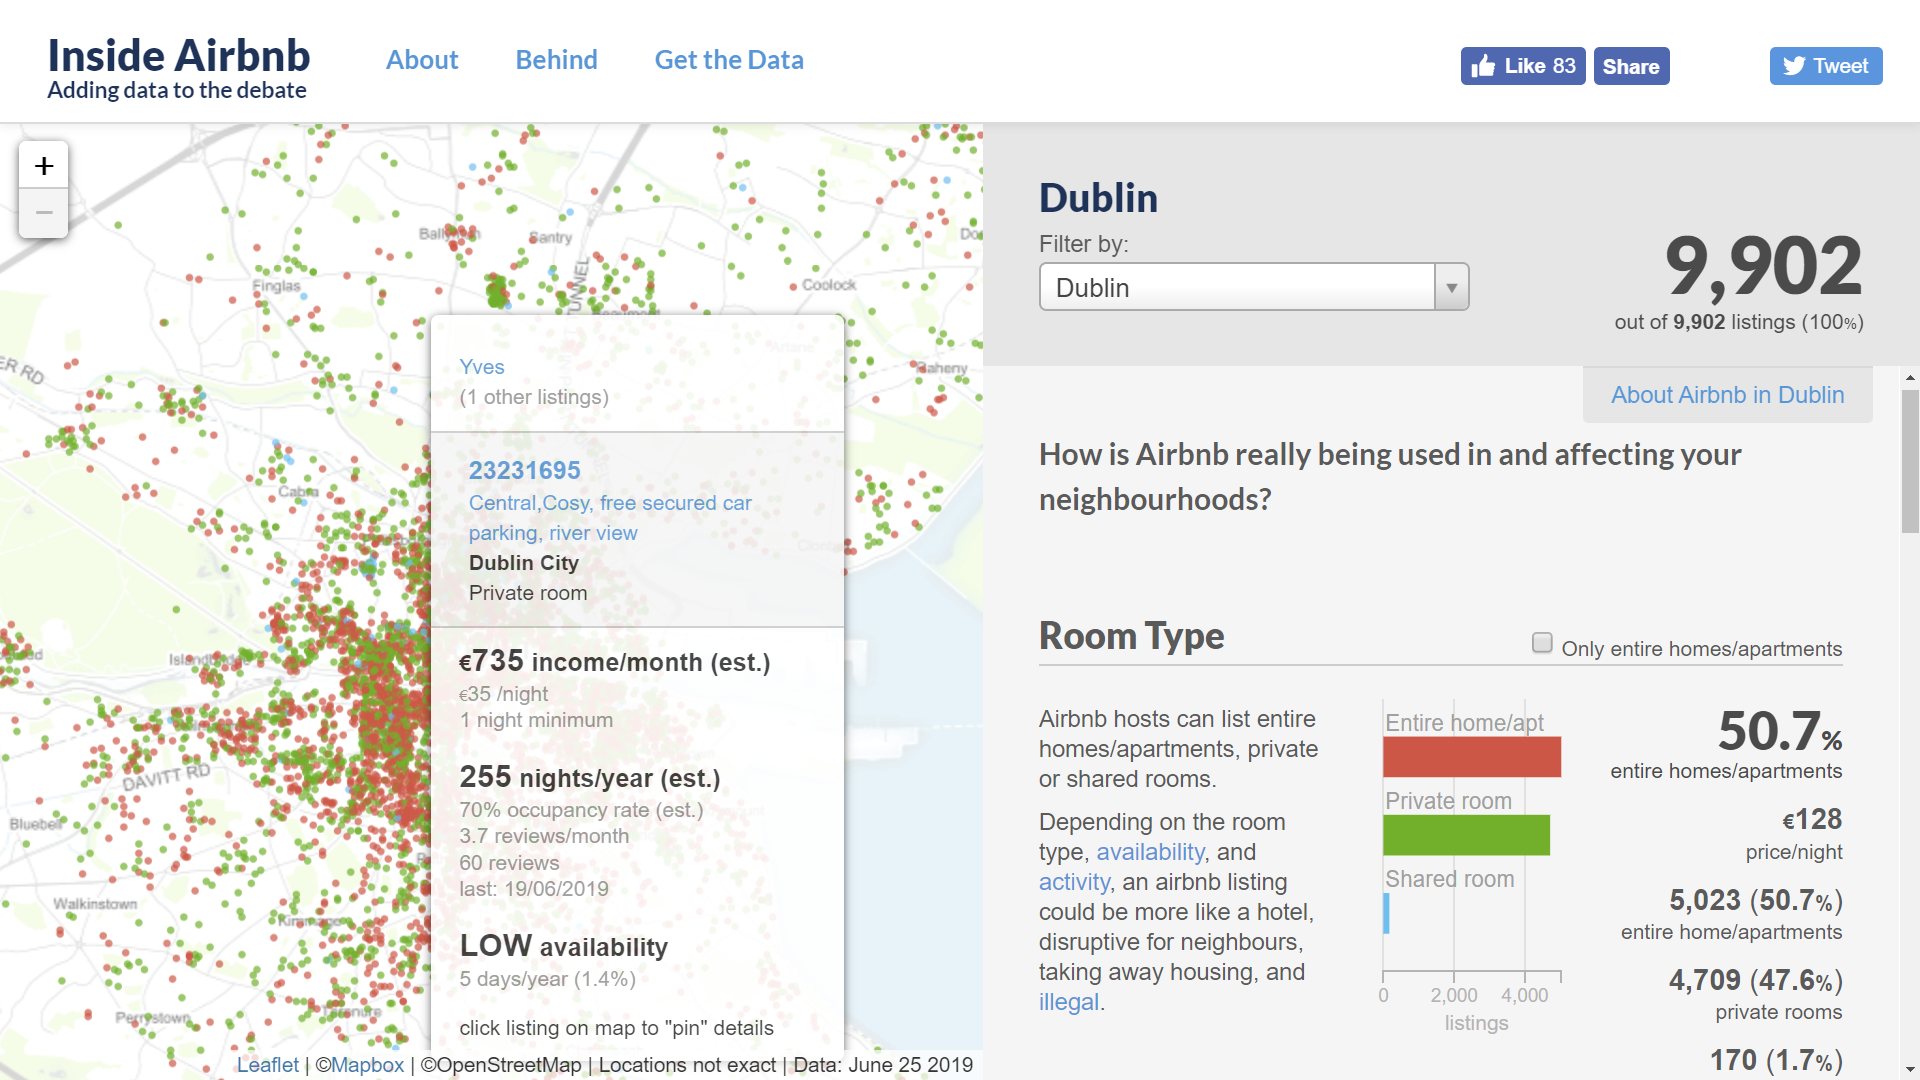 Inside Airbnb
Adding data to the debate
About
Behind
Get the Data
Like 83
Share
Tweet
+
−
Santry
Finglas
Coolock
TUNNEL
ER RD
Raheny
Cabra
DAVITT RD
Bluebell
Walkinstown
Kimmage
Perrystown
Terenure
Yves
(1 other listings)
23231695
Central,Cosy, free secured car
parking, river view
Dublin City
Private room
€735 income/month (est.)
€35 /night
1 night minimum
255 nights/year (est.)
70% occupancy rate (est.)
3.7 reviews/month
60 reviews
last: 19/06/2019
LOW availability
5 days/year (1.4%)
click listing on map to "pin" details
Leaflet | ©Mapbox | ©OpenStreetMap | Locations not exact | Data: June 25 2019
Dublin
Filter by:
Dublin
9,902
out of 9,902 listings (100%)
About Airbnb in Dublin
How is Airbnb really being used in and affecting your
neighbourhoods?
Room Type
Only entire homes/apartments
Airbnb hosts can list entire
homes/apartments, private
or shared rooms.
Depending on the room
type, availability, and
activity, an airbnb listing
could be more like a hotel,
disruptive for neighbours,
taking away housing, and
illegal.
Entire home/apt
Private room
Shared room
0 2,000 4,000
listings
50.7%
entire homes/apartments
€128
price/night
5,023 (50.7%)
entire home/apartments
4,709 (47.6%)
private rooms
170 (1.7%)